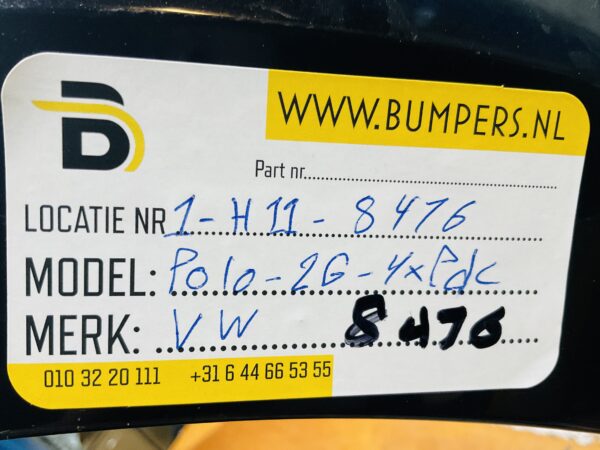 WWW.BUMPERS.NL
Part nr.
LOCATIE NR 1-H11-8476
MODEL: Polo-2G-4xPdc
MERK: VW 8476
010 32 20 111 +31 6 44 66 53 55